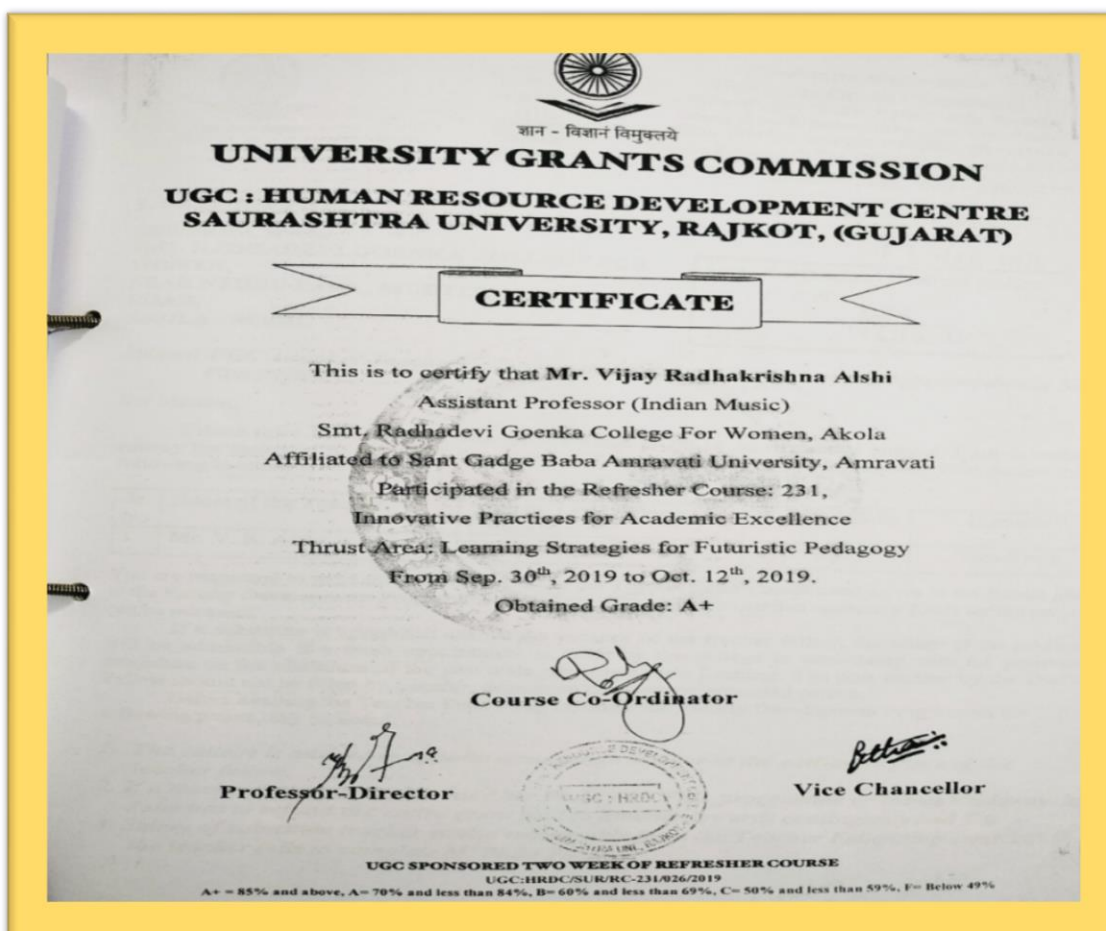 ज्ञान - विज्ञानं विमुक्तये
UNIVERSITY GRANTS COMMISSION
UGC : HUMAN RESOURCE DEVELOPMENT CENTRE
SAURASHTRA UNIVERSITY, RAJKOT, (GUJARAT)
CERTIFICATE
This is to certify that Mr. Vijay Radhakrishna Alshi
Assistant Professor (Indian Music)
Smt. Radhadevi Goenka College For Women, Akola
Affiliated to Sant Gadge Baba Amravati University, Amravati
Participated in the Refresher Course: 231,
Innovative Practices for Academic Excellence
Thrust Area: Learning Strategies for Futuristic Pedagogy
From Sep. 30th, 2019 to Oct. 12th, 2019.
Obtained Grade: A+
Course Co-Ordinator
Professor-Director
UGC : HRDC
Vice Chancellor
UGC SPONSORED TWO WEEK OF REFRESHER COURSE
UGC:HRDC/SUR/RC-231/026/2019
A+ = 85% and above, A= 70% and less than 84%, B= 60% and less than 69%, C= 50% and less than 59%, F= Below 49%